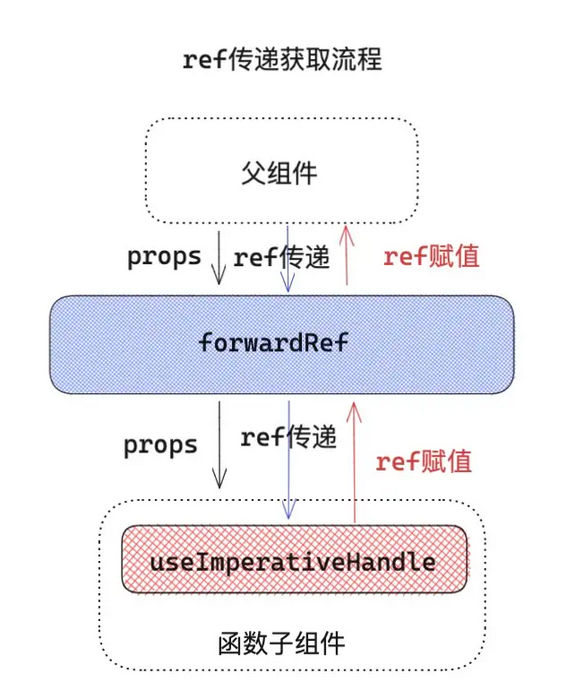 ref传递获取流程
父组件
props ref传递 ref赋值
forwardRef
props ref传递 ref赋值
useImperativeHandle
函数子组件